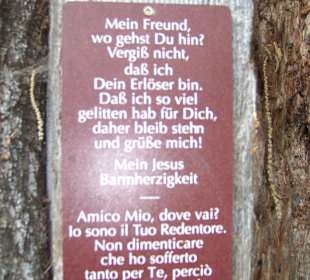 Mein Freund,
wo gehst Du hin?
Vergiß nicht,
daß ich
Dein Erlöser bin.
Daß ich so viel
gelitten hab für Dich,
daher bleib stehn
und grüße mich!
Mein Jesus
Barmherzigkeit
Amico Mio, dove vai?
Io sono il Tuo Redentore.
Non dimenticare
che ho sofferto
tanto per Te, perciò